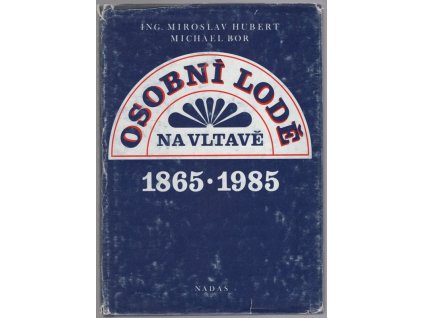 ING. MIROSLAV HUBERT
MICHAEL BOR
OSOBNÍ LODĚ
NA VLTAVĚ
1865·1985
NADAS